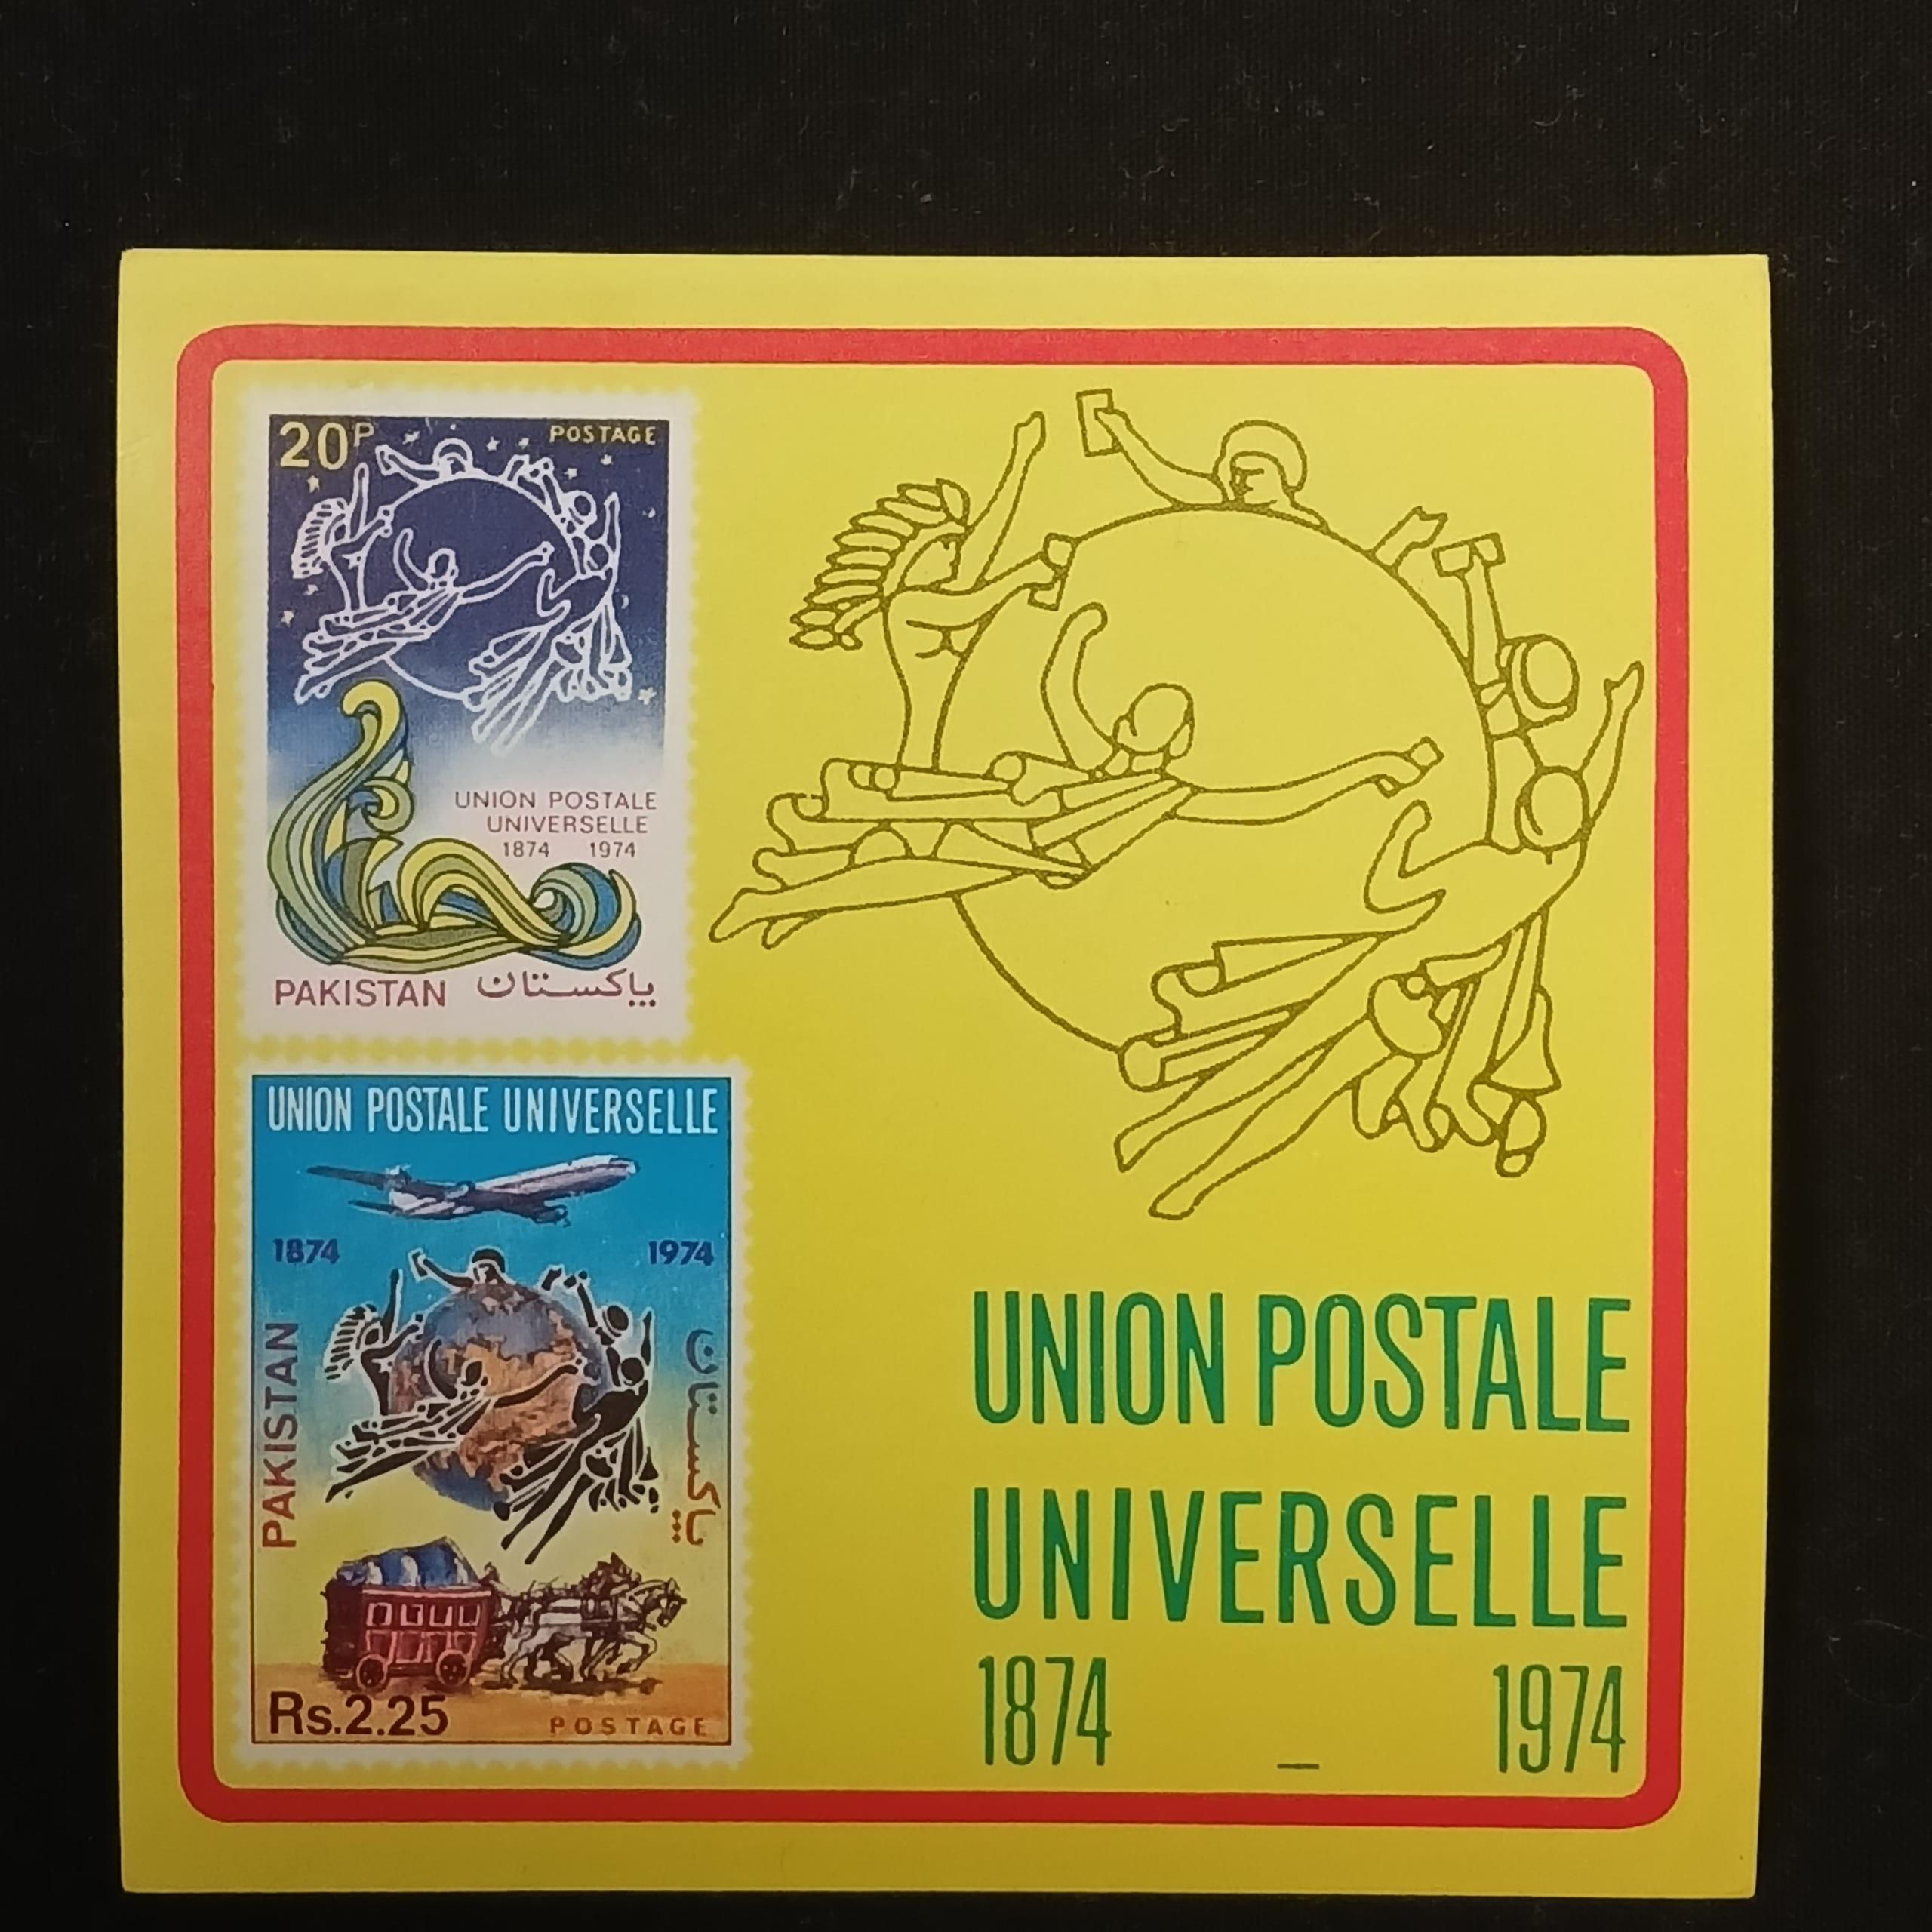 20P POSTAGE
UNION POSTALE
UNIVERSELLE
1874 1974
PAKISTAN پاکستان
UNION POSTALE UNIVERSELLE
1874 1974
PAKISTAN
پاکستان
Rs.2.25 POSTAGE
UNION POSTALE
UNIVERSELLE
1874 _ 1974